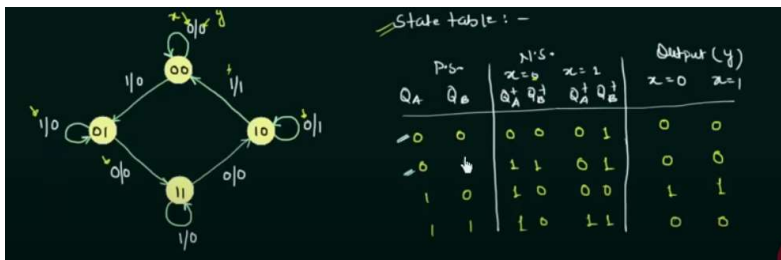 x y
0/0
00
1/0
1/1
1/0
01
10
0/1
0/0
0/0
11
1/0
State table : -
P.S. N.S. Output (y)
x=0 x=1 x=0 x=1
QA QB QA+ QB+ QA+ QB+
0 0 0 0 0 1 0 0
0 1 1 0 1 0 0
1 0 1 0 0 0 1 1
1 1 1 0 1 1 0 0